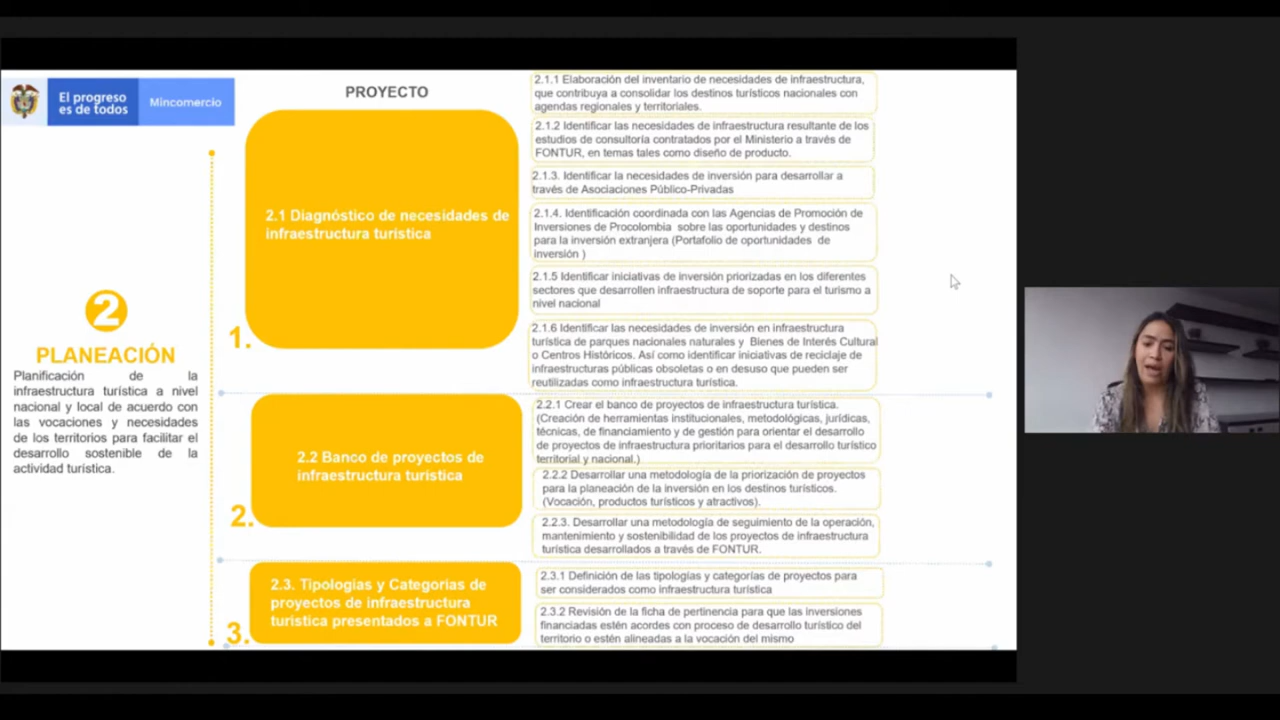 El progreso
es de todos
Mincomercio
PROYECTO
2
PLANEACIÓN
Planificación de la
infraestructura turística a nivel
nacional y local de acuerdo con
las vocaciones y necesidades
de los territorios para facilitar el
desarrollo sostenible de la
actividad turística.
1.
2.1 Diagnóstico de necesidades de
infraestructura turística
2.1.1 Elaboración del inventario de necesidades de infraestructura,
que contribuya a consolidar los destinos turísticos nacionales con
agendas regionales y territoriales.
2.1.2 Identificar las necesidades de infraestructura resultante de los
estudios de consultoría contratados por el Ministerio a través de
FONTUR, en temas tales como diseño de producto.
2.1.3. Identificar la necesidades de inversión para desarrollar a
través de Asociaciones Público-Privadas
2.1.4. Identificación coordinada con las Agencias de Promoción de
Inversiones de Procolombia sobre las oportunidades y destinos
para la inversión extranjera (Portafolio de oportunidades de
inversión )
2.1.5 Identificar iniciativas de inversión priorizadas en los diferentes
sectores que desarrollen infraestructura de soporte para el turismo a
nivel nacional
2.1.6 Identificar las necesidades de inversión en infraestructura
turística de parques nacionales naturales y Bienes de Interés Cultural
o Centros Históricos. Así como identificar iniciativas de reciclaje de
infraestructuras públicas obsoletas o en desuso que pueden ser
reutilizadas como infraestructura turística.
2.
2.2 Banco de proyectos de
infraestructura turística
2.2.1 Crear el banco de proyectos de infraestructura turística.
(Creación de herramientas institucionales, metodológicas, jurídicas,
técnicas, de financiamiento y de gestión para orientar el desarrollo
de proyectos de infraestructura prioritarios para el desarrollo turístico
territorial y nacional.)
2.2.2 Desarrollar una metodología de la priorización de proyectos
para la planeación de la inversión en los destinos turísticos.
(Vocación, productos turísticos y atractivos).
2.2.3. Desarrollar una metodología de seguimiento de la operación,
mantenimiento y sostenibilidad de los proyectos de infraestructura
turística desarrollados a través de FONTUR.
3.
2.3. Tipologías y Categorías de
proyectos de infraestructura
turística presentados a FONTUR
2.3.1 Definición de las tipologías y categorías de proyectos para
ser considerados como infraestructura turística
2.3.2 Revisión de la ficha de pertinencia para que las inversiones
financiadas estén acordes con proceso de desarrollo turístico del
territorio o estén alineadas a la vocación del mismo